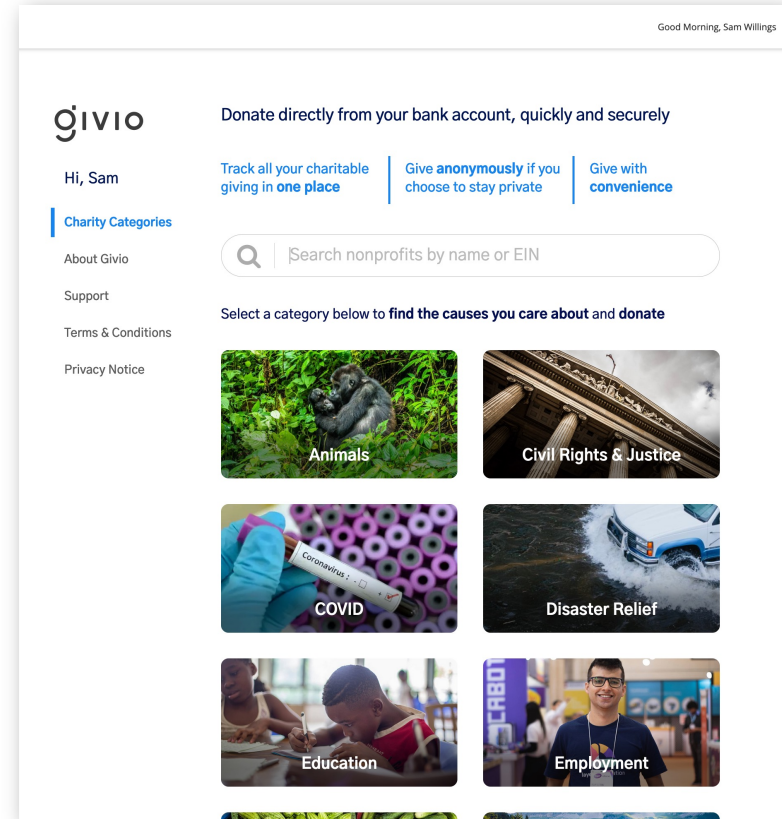 Good Morning, Sam Willings
givio
Hi, Sam
Charity Categories
About Givio
Support
Terms & Conditions
Privacy Notice
Donate directly from your bank account, quickly and securely
Track all your charitable
giving in one place
Give anonymously if you
choose to stay private
Give with
convenience
Search nonprofits by name or EIN
Select a category below to find the causes you care about and donate
Animals
Civil Rights & Justice
Coronavirus :
COVID
Disaster Relief
Education
Employment